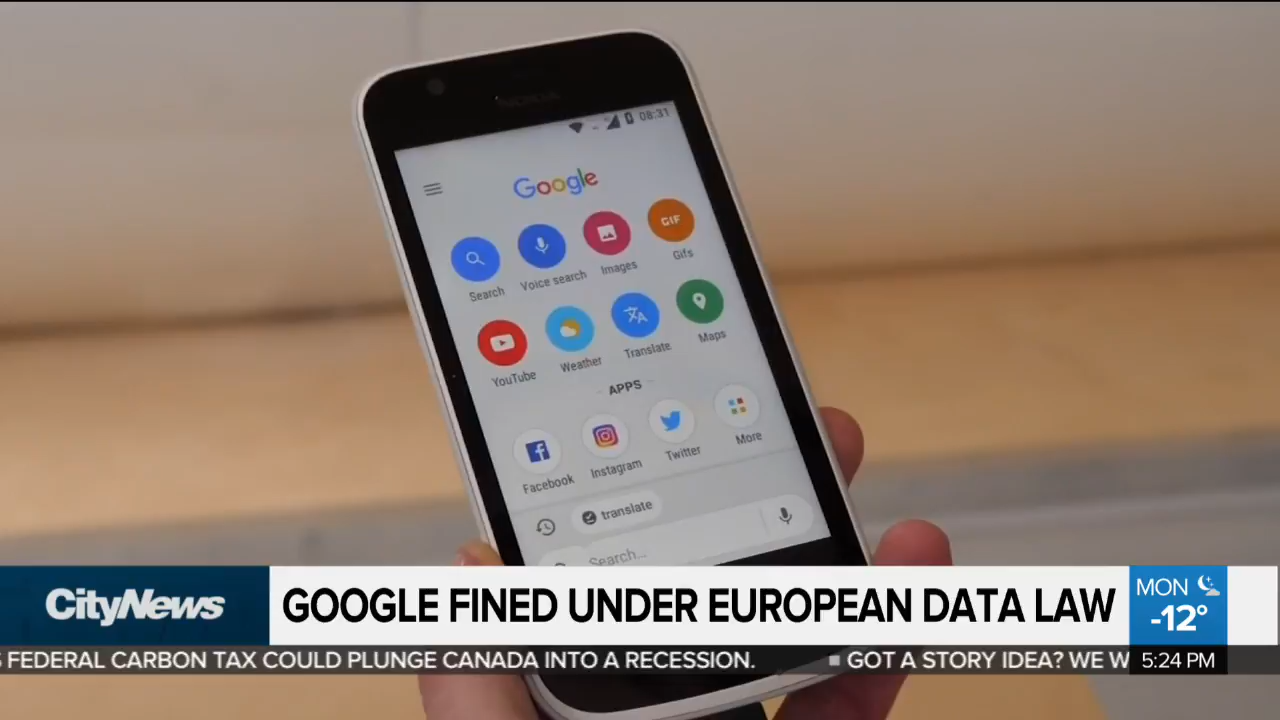 NOKIA
08:31
Google
GIF
Search
Voice search
Images
Gifs
YouTube
Weather
Translate
Maps
APPS
Facebook
Instagram
Twitter
More
translate
Search...
CityNews
GOOGLE FINED UNDER EUROPEAN DATA LAW
MON
-12°
FEDERAL CARBON TAX COULD PLUNGE CANADA INTO A RECESSION. ■ GOT A STORY IDEA? WE W
5:24 PM